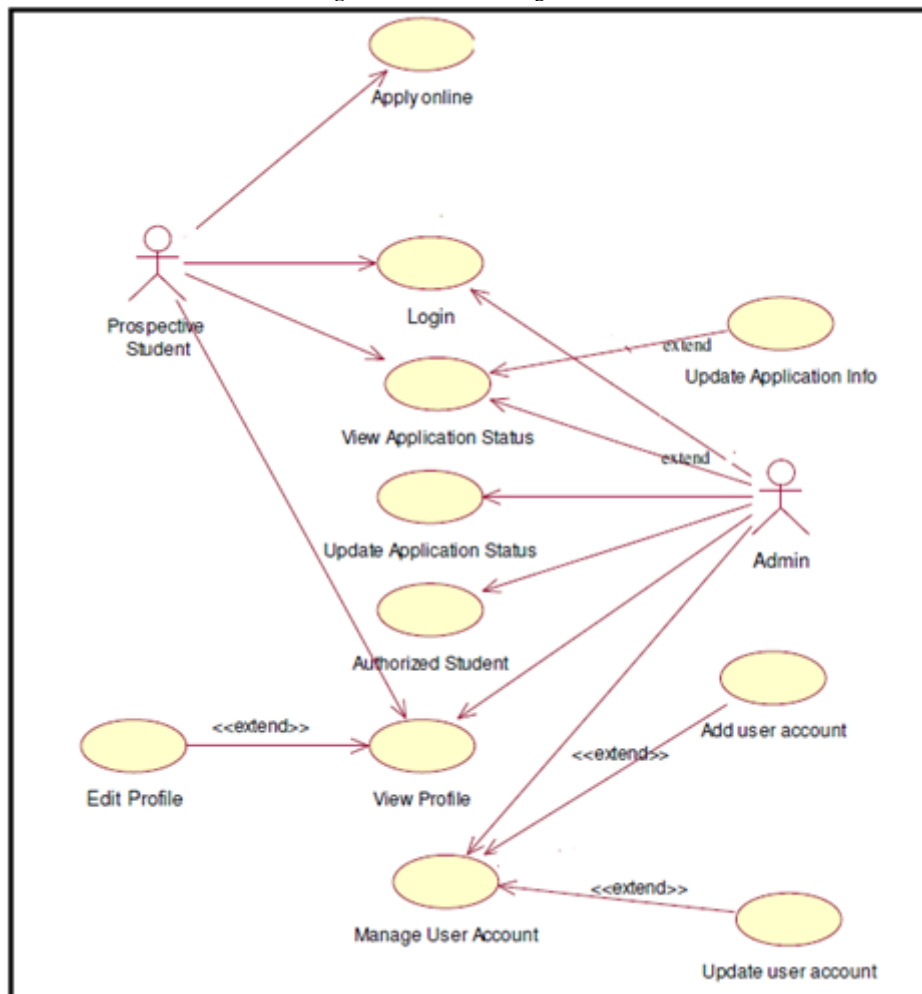 Apply online
Prospective
Student
Login
extend
Update Application Info
View Application Status
extend
Update Application Status
Admin
Authorized Student
<<extend>>
Add user account
<<extend>>
Edit Profile
View Profile
<<extend>>
Manage User Account
Update user account